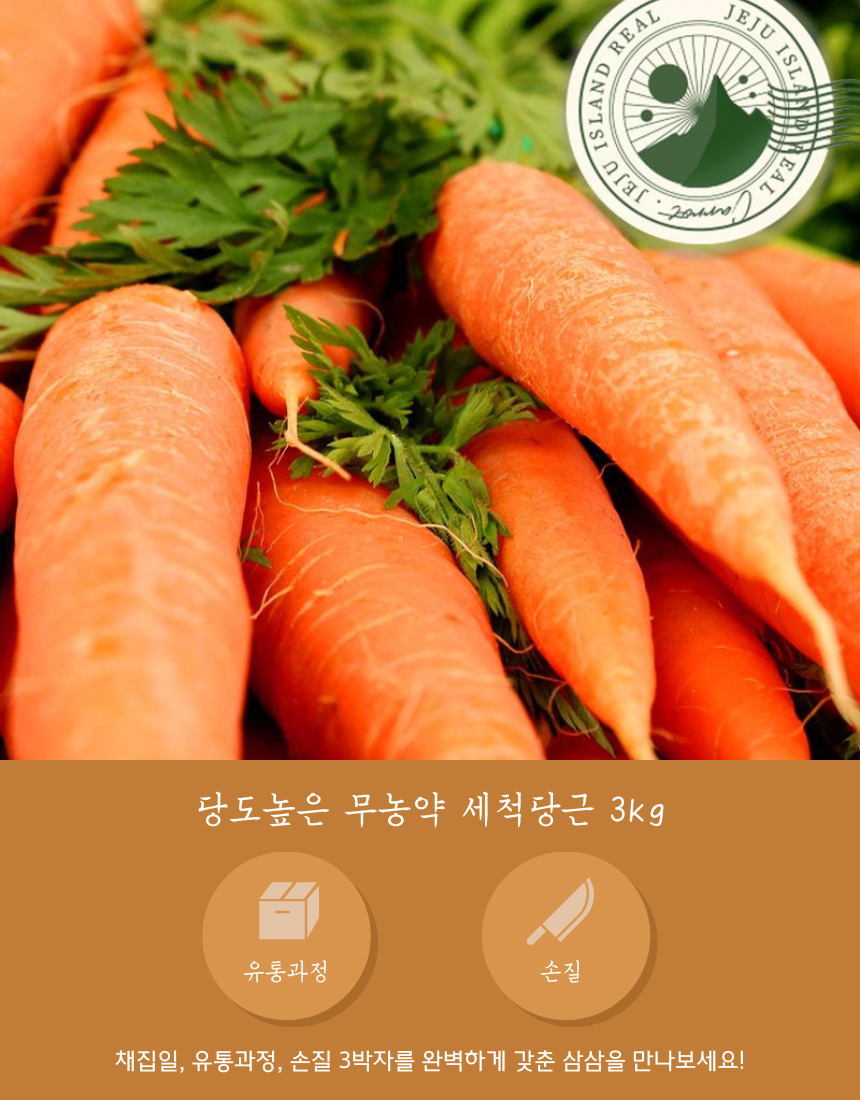 JEJU ISLAND REAL
Carrot · JEJU ISLAND REAL
당도높은 무농약 세척당근 3kg
유통과정
손질
채집일, 유통과정, 손질 3박자를 완벽하게 갖춘 삼삼을 만나보세요!